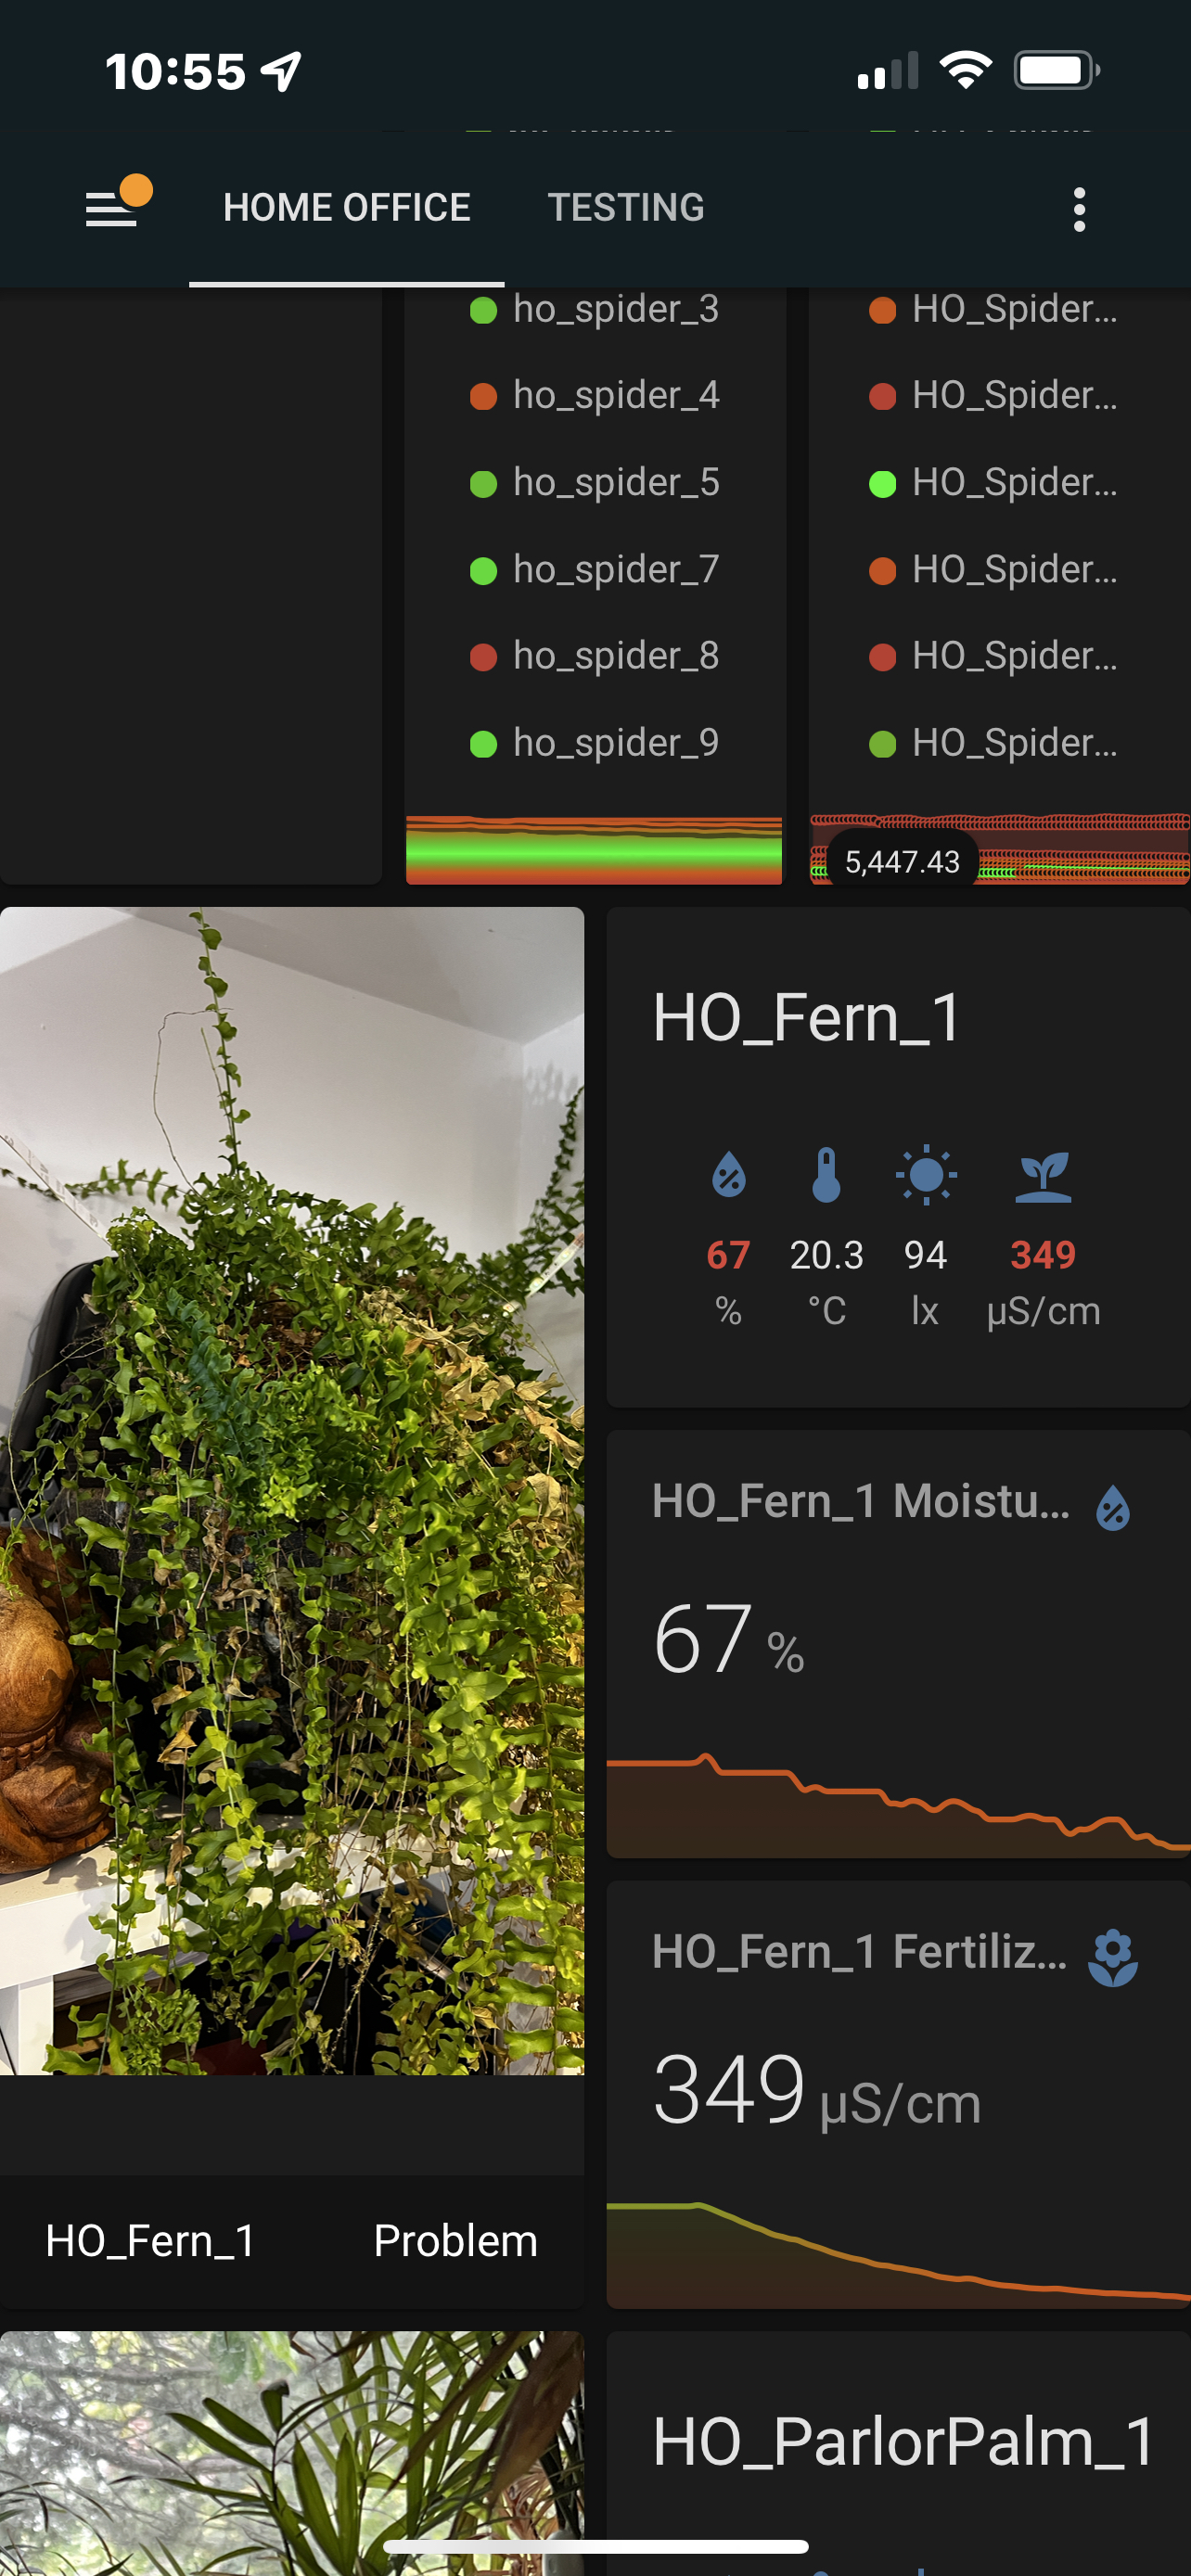 10:55
HOME OFFICE
TESTING
ho_spider_3
ho_spider_4
ho_spider_5
ho_spider_7
ho_spider_8
ho_spider_9
HO_Spider...
HO_Spider...
HO_Spider...
HO_Spider...
HO_Spider...
HO_Spider...
5,447.43
HO_Fern_1
67 20.3 94 349
% °C lx µS/cm
HO_Fern_1 Moistu...
67 %
HO_Fern_1 Fertiliz...
349 µS/cm
HO_Fern_1 Problem
HO_ParlorPalm_1